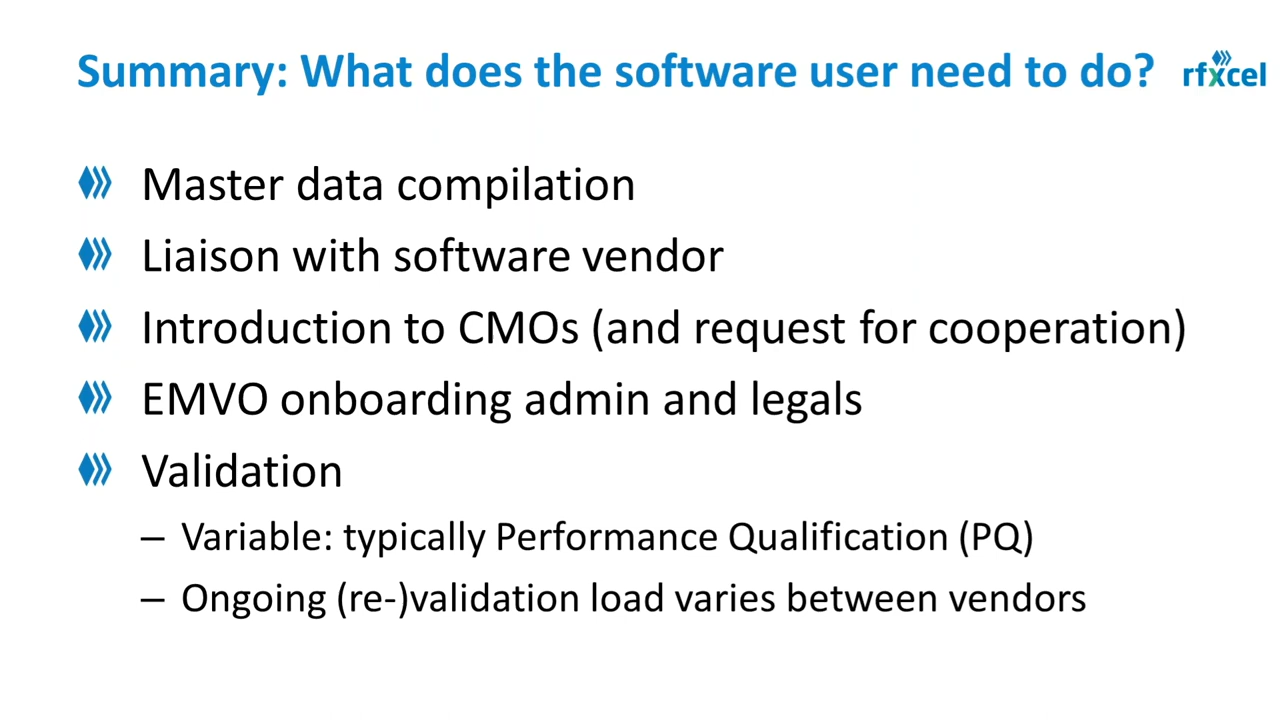 Summary: What does the software user need to do?
rfxcel
Master data compilation
Liaison with software vendor
Introduction to CMOs (and request for cooperation)
EMVO onboarding admin and legals
Validation
– Variable: typically Performance Qualification (PQ)
– Ongoing (re-)validation load varies between vendors